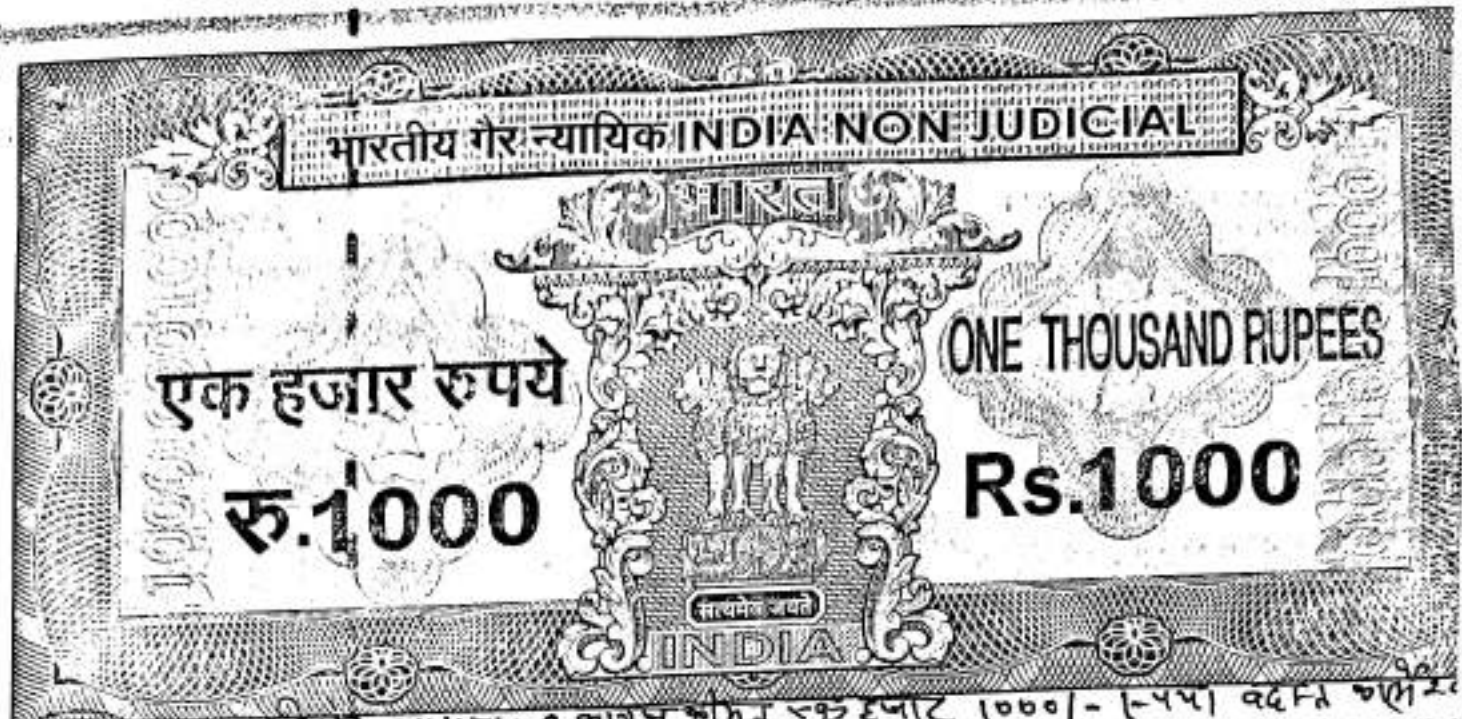 भारतीय गैर न्यायिक INDIA NON JUDICIAL
भारत
एक हजार रुपये
ONE THOUSAND RUPEES
रु.1000
Rs.1000
सत्यमेव जयते
INDIA